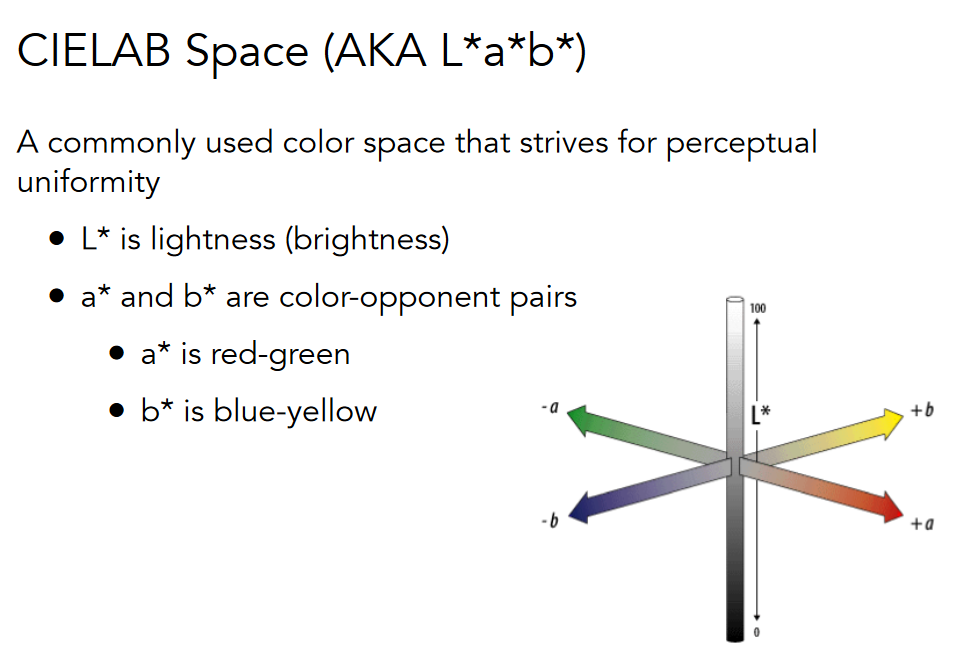 CIELAB Space (AKA L*a*b*)
A commonly used color space that strives for perceptual
uniformity
● L* is lightness (brightness)
● a* and b* are color-opponent pairs
● a* is red-green
● b* is blue-yellow
100
L*
-a
+b
-b
+a
0